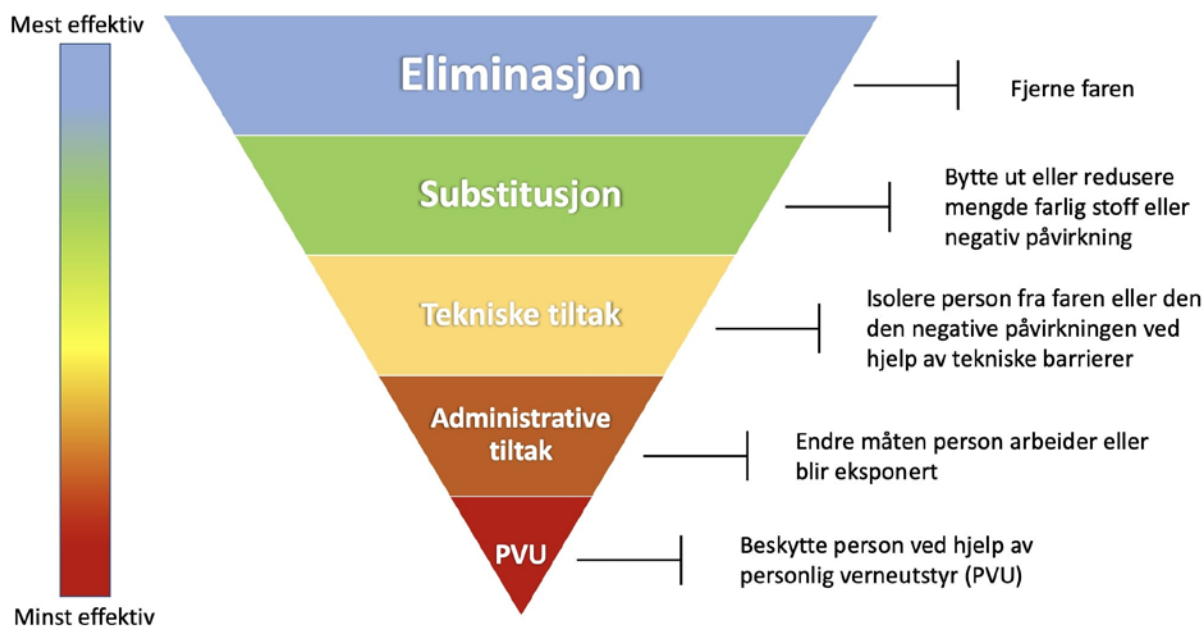 Mest effektiv
Eliminasjon
Fjerne faren
Substitusjon
Bytte ut eller redusere
mengde farlig stoff eller
negativ påvirkning
Tekniske tiltak
Isolere person fra faren eller den
den negative påvirkningen ved
hjelp av tekniske barrierer
Administrative
tiltak
Endre måten person arbeider eller
blir eksponert
PVU
Beskytte person ved hjelp av
personlig verneutstyr (PVU)
Minst effektiv